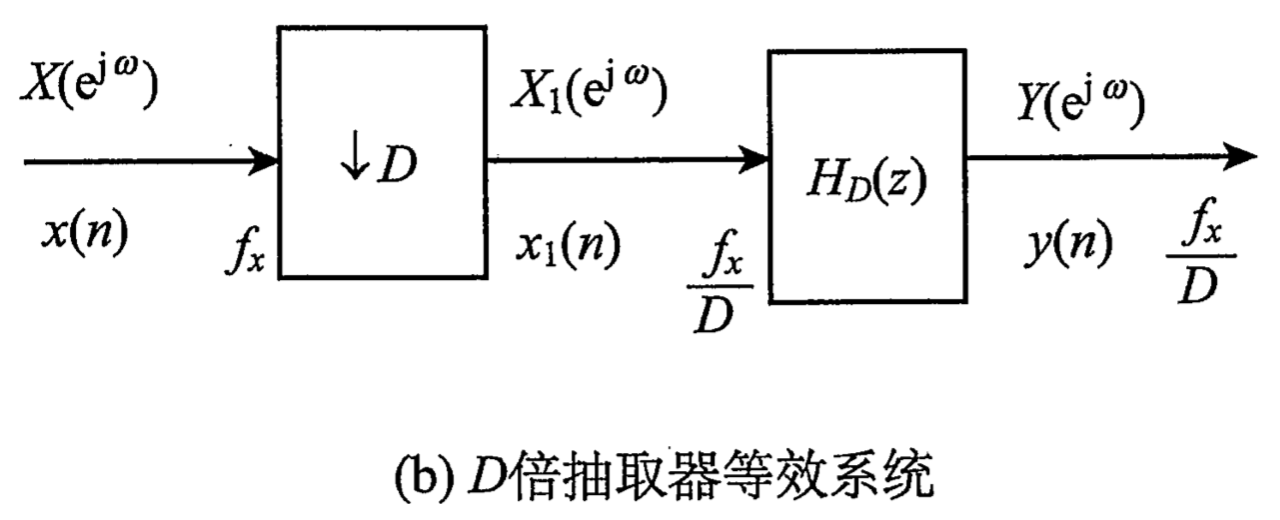 X(e^{jω}) X₁(e^{jω}) Y(e^{jω})
↓D H_D(z)
x(n) f_x x₁(n) f_x/D y(n) f_x/D
(b) D倍抽取器等效系统